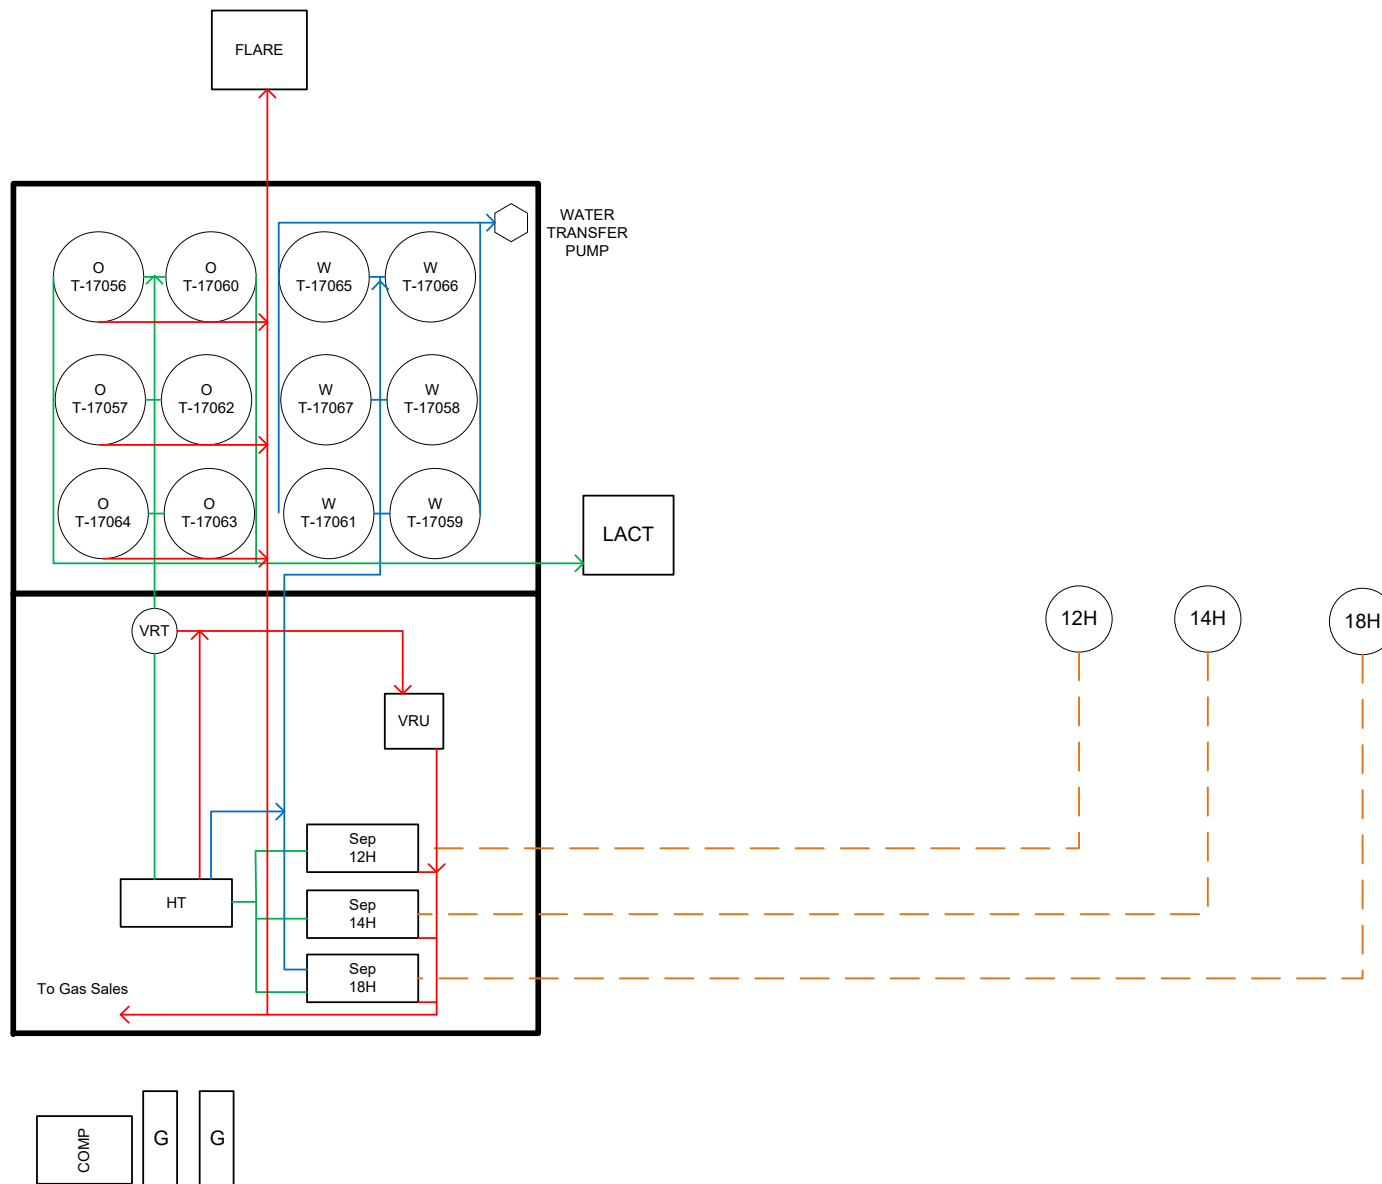 FLARE
WATER
TRANSFER
PUMP
O
T-17056
O
T-17060
W
T-17065
W
T-17066
O
T-17057
O
T-17062
W
T-17067
W
T-17058
O
T-17064
O
T-17063
W
T-17061
W
T-17059
LACT
12H
14H
18H
VRT
VRU
Sep
12H
HT
Sep
14H
Sep
18H
To Gas Sales
COMP
G
G